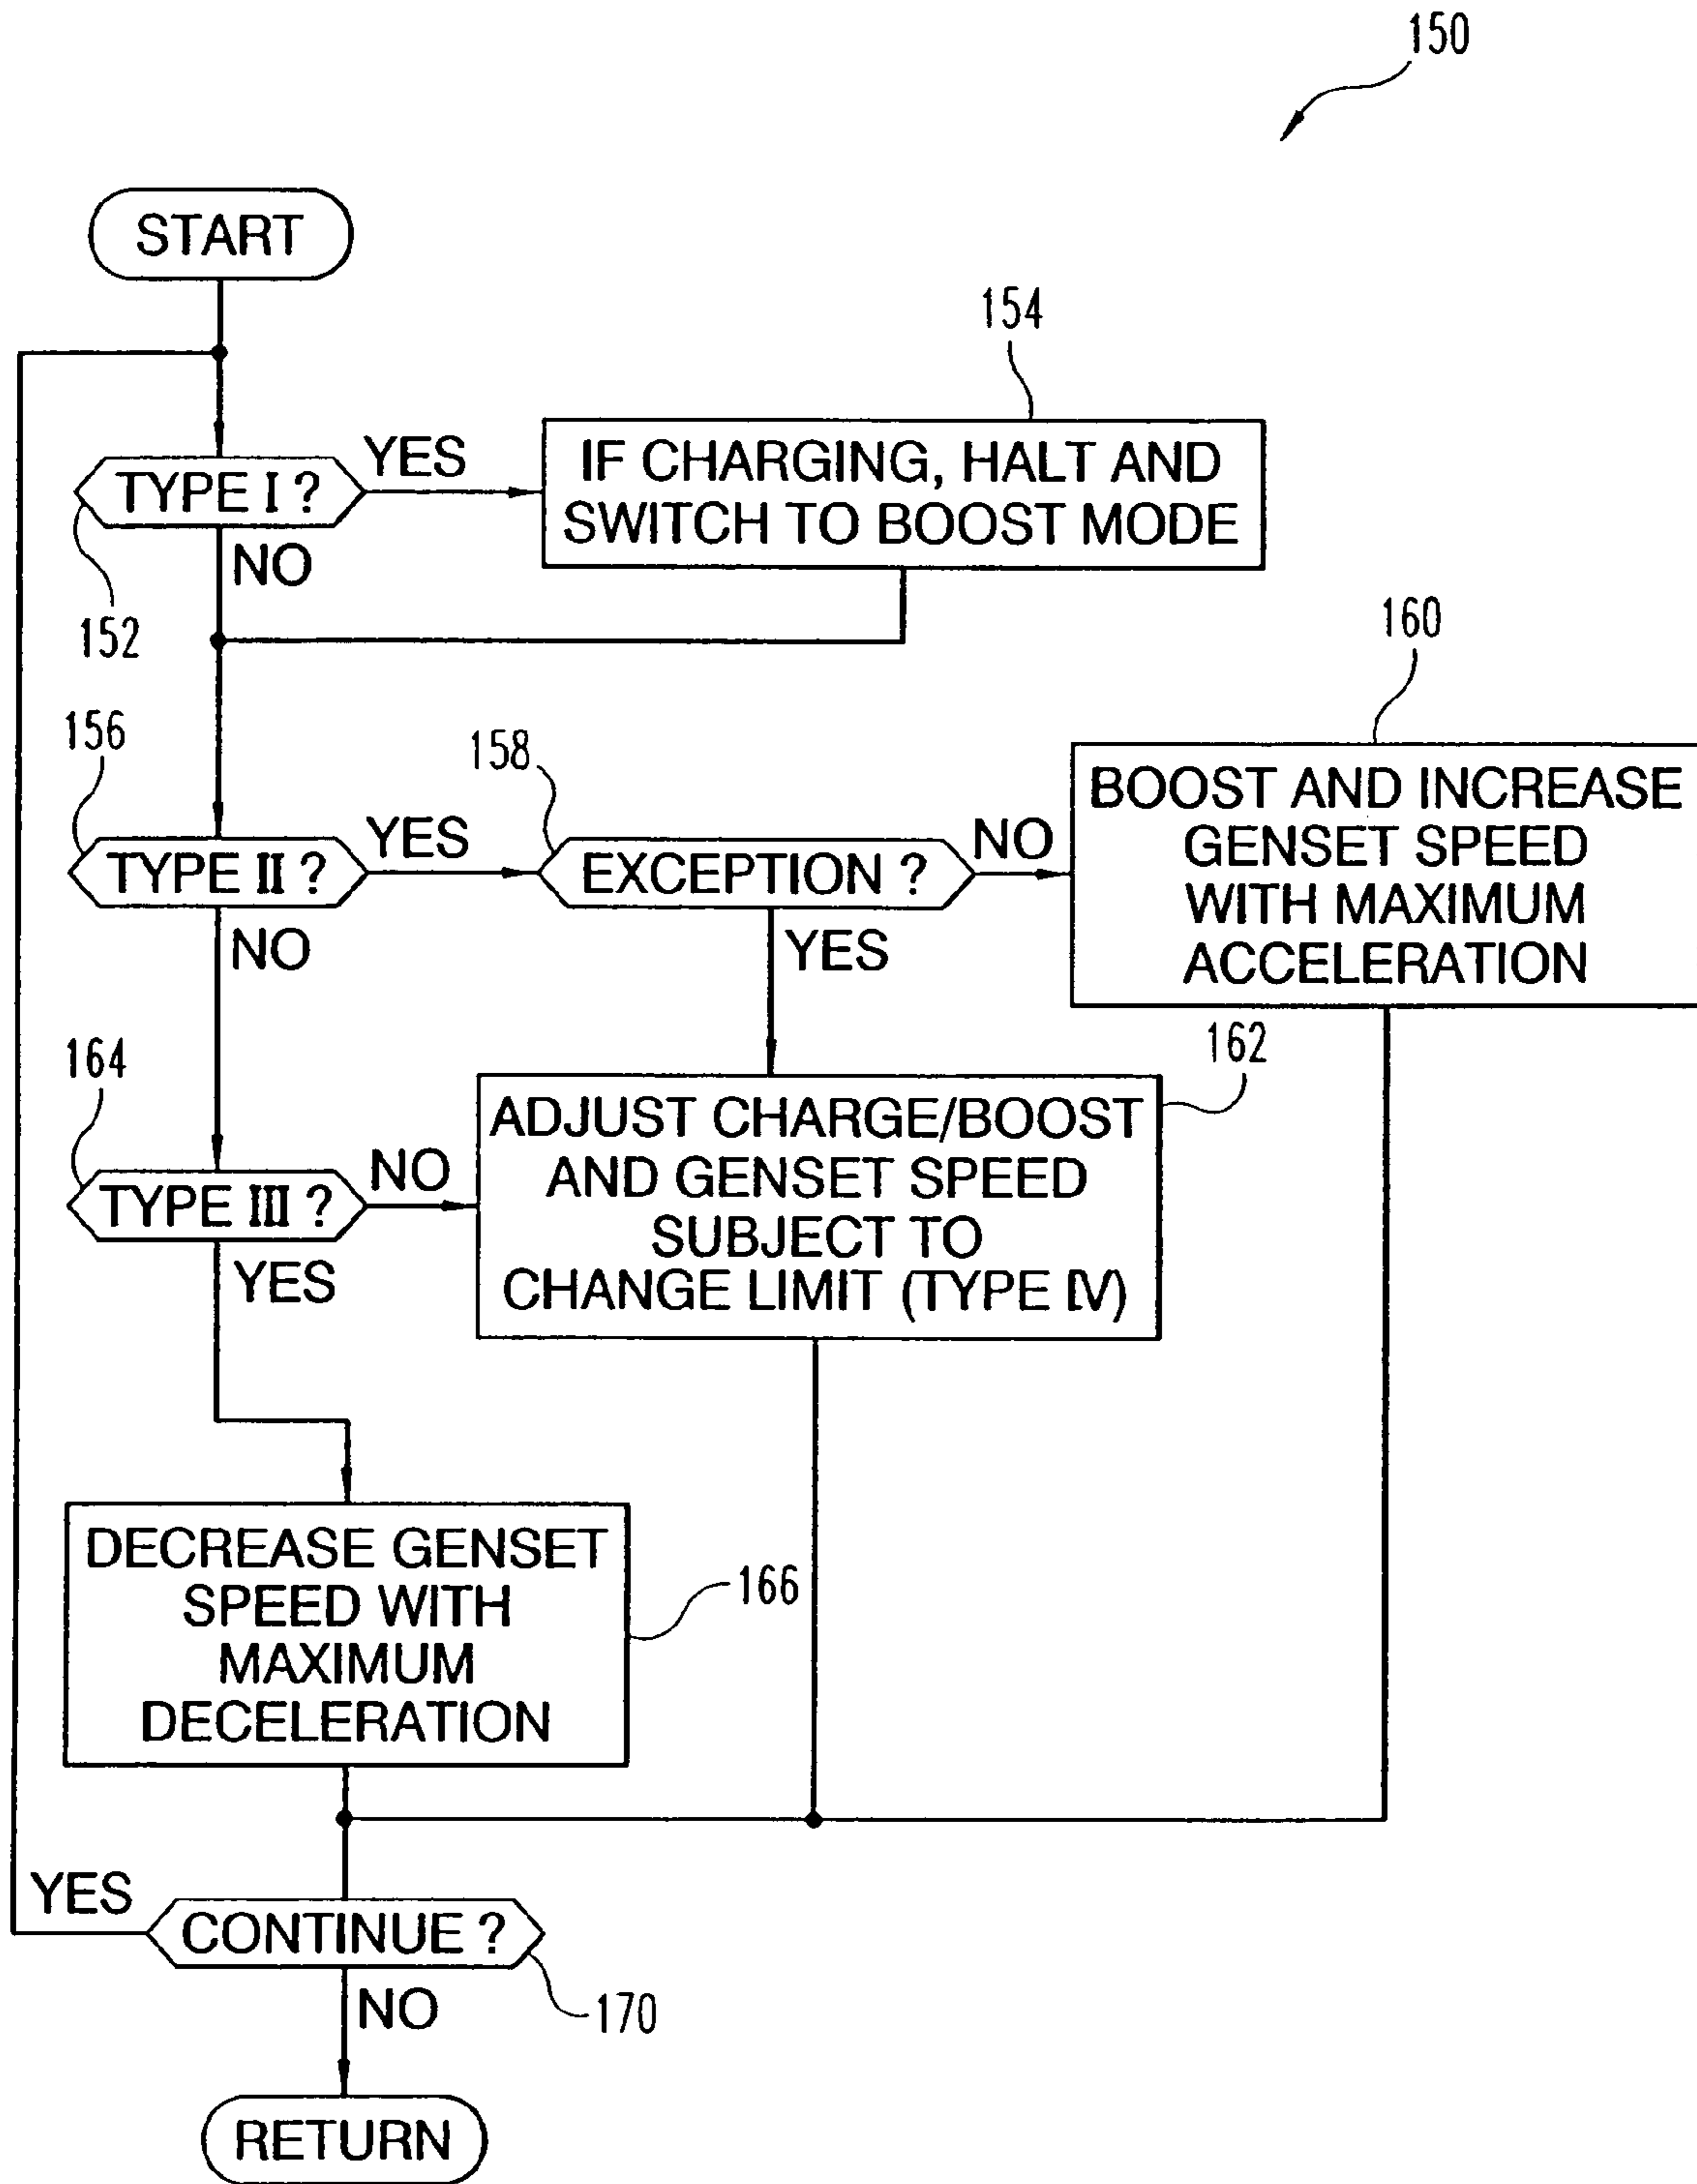 150
START
154
TYPE I ?
YES
IF CHARGING, HALT AND
SWITCH TO BOOST MODE
NO
152
160
156
158
TYPE II ?
YES
EXCEPTION ?
NO
BOOST AND INCREASE
GENSET SPEED
WITH MAXIMUM
ACCELERATION
NO
YES
162
164
TYPE III ?
NO
ADJUST CHARGE/BOOST
AND GENSET SPEED
SUBJECT TO
CHANGE LIMIT (TYPE IV)
YES
DECREASE GENSET
SPEED WITH
MAXIMUM
DECELERATION
166
YES
CONTINUE ?
NO
170
RETURN